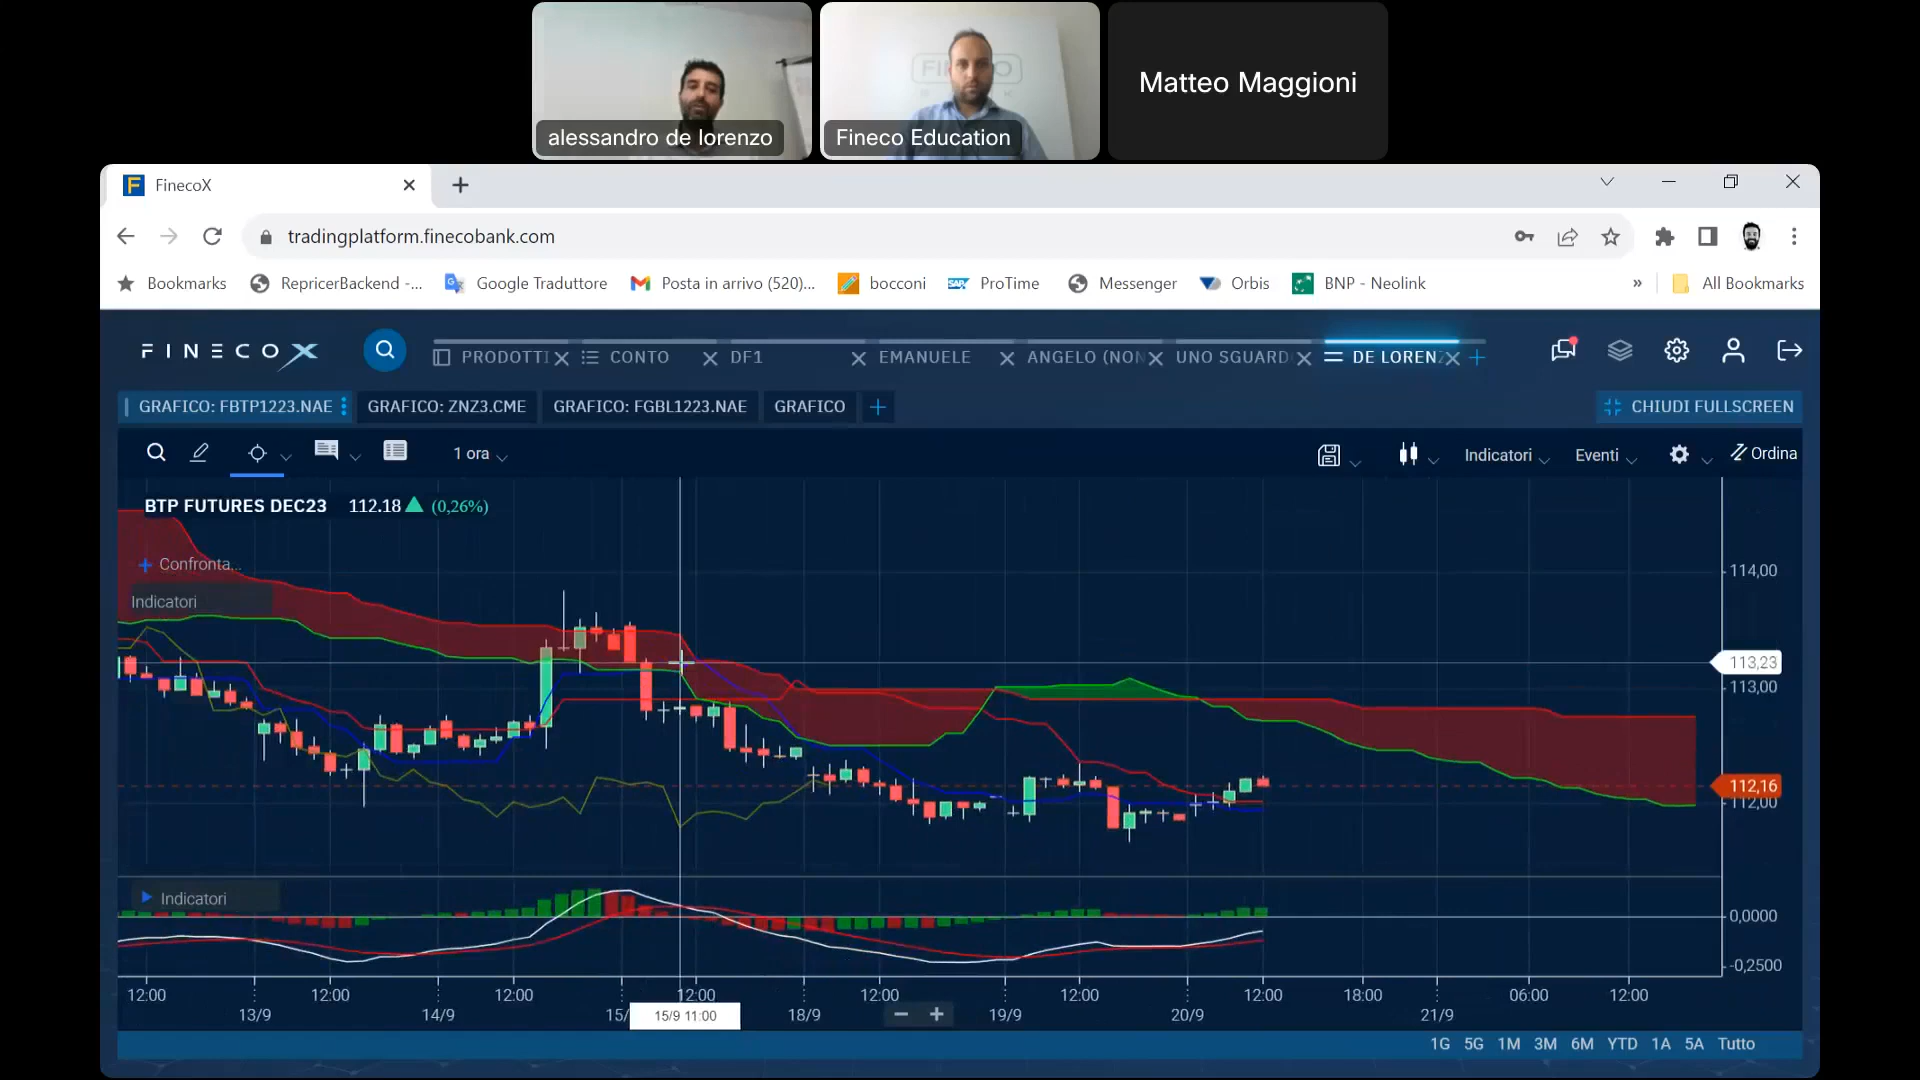 alessandro de lorenzo
Fineco Education
Matteo Maggioni
FinecoX
tradingplatform.finecobank.com
Bookmarks
RepricerBackend -...
Google Traduttore
Posta in arrivo (520)...
bocconi
ProTime
Messenger
Orbis
BNP - Neolink
»
All Bookmarks
FINECOX
PRODOTTI
CONTO
DF1
EMANUELE
ANGELO (NON
UNO SGUARD
DE LOREN
GRAFICO: FBTP1223.NAE
GRAFICO: ZNZ3.CME
GRAFICO: FGBL1223.NAE
GRAFICO
CHIUDI FULLSCREEN
1 ora
Indicatori
Eventi
Ordina
BTP FUTURES DEC23 112.18 (0,26%)
Confronta...
Indicatori
114,00
113,23
113,00
112,16
112,00
Indicatori
0,0000
-0,2500
12:00 12:00 12:00 12:00 12:00 12:00 12:00 18:00 06:00 12:00
13/9 14/9 15/ 15/9 11:00 18/9 19/9 20/9 21/9
1G 5G 1M 3M 6M YTD 1A 5A Tutto